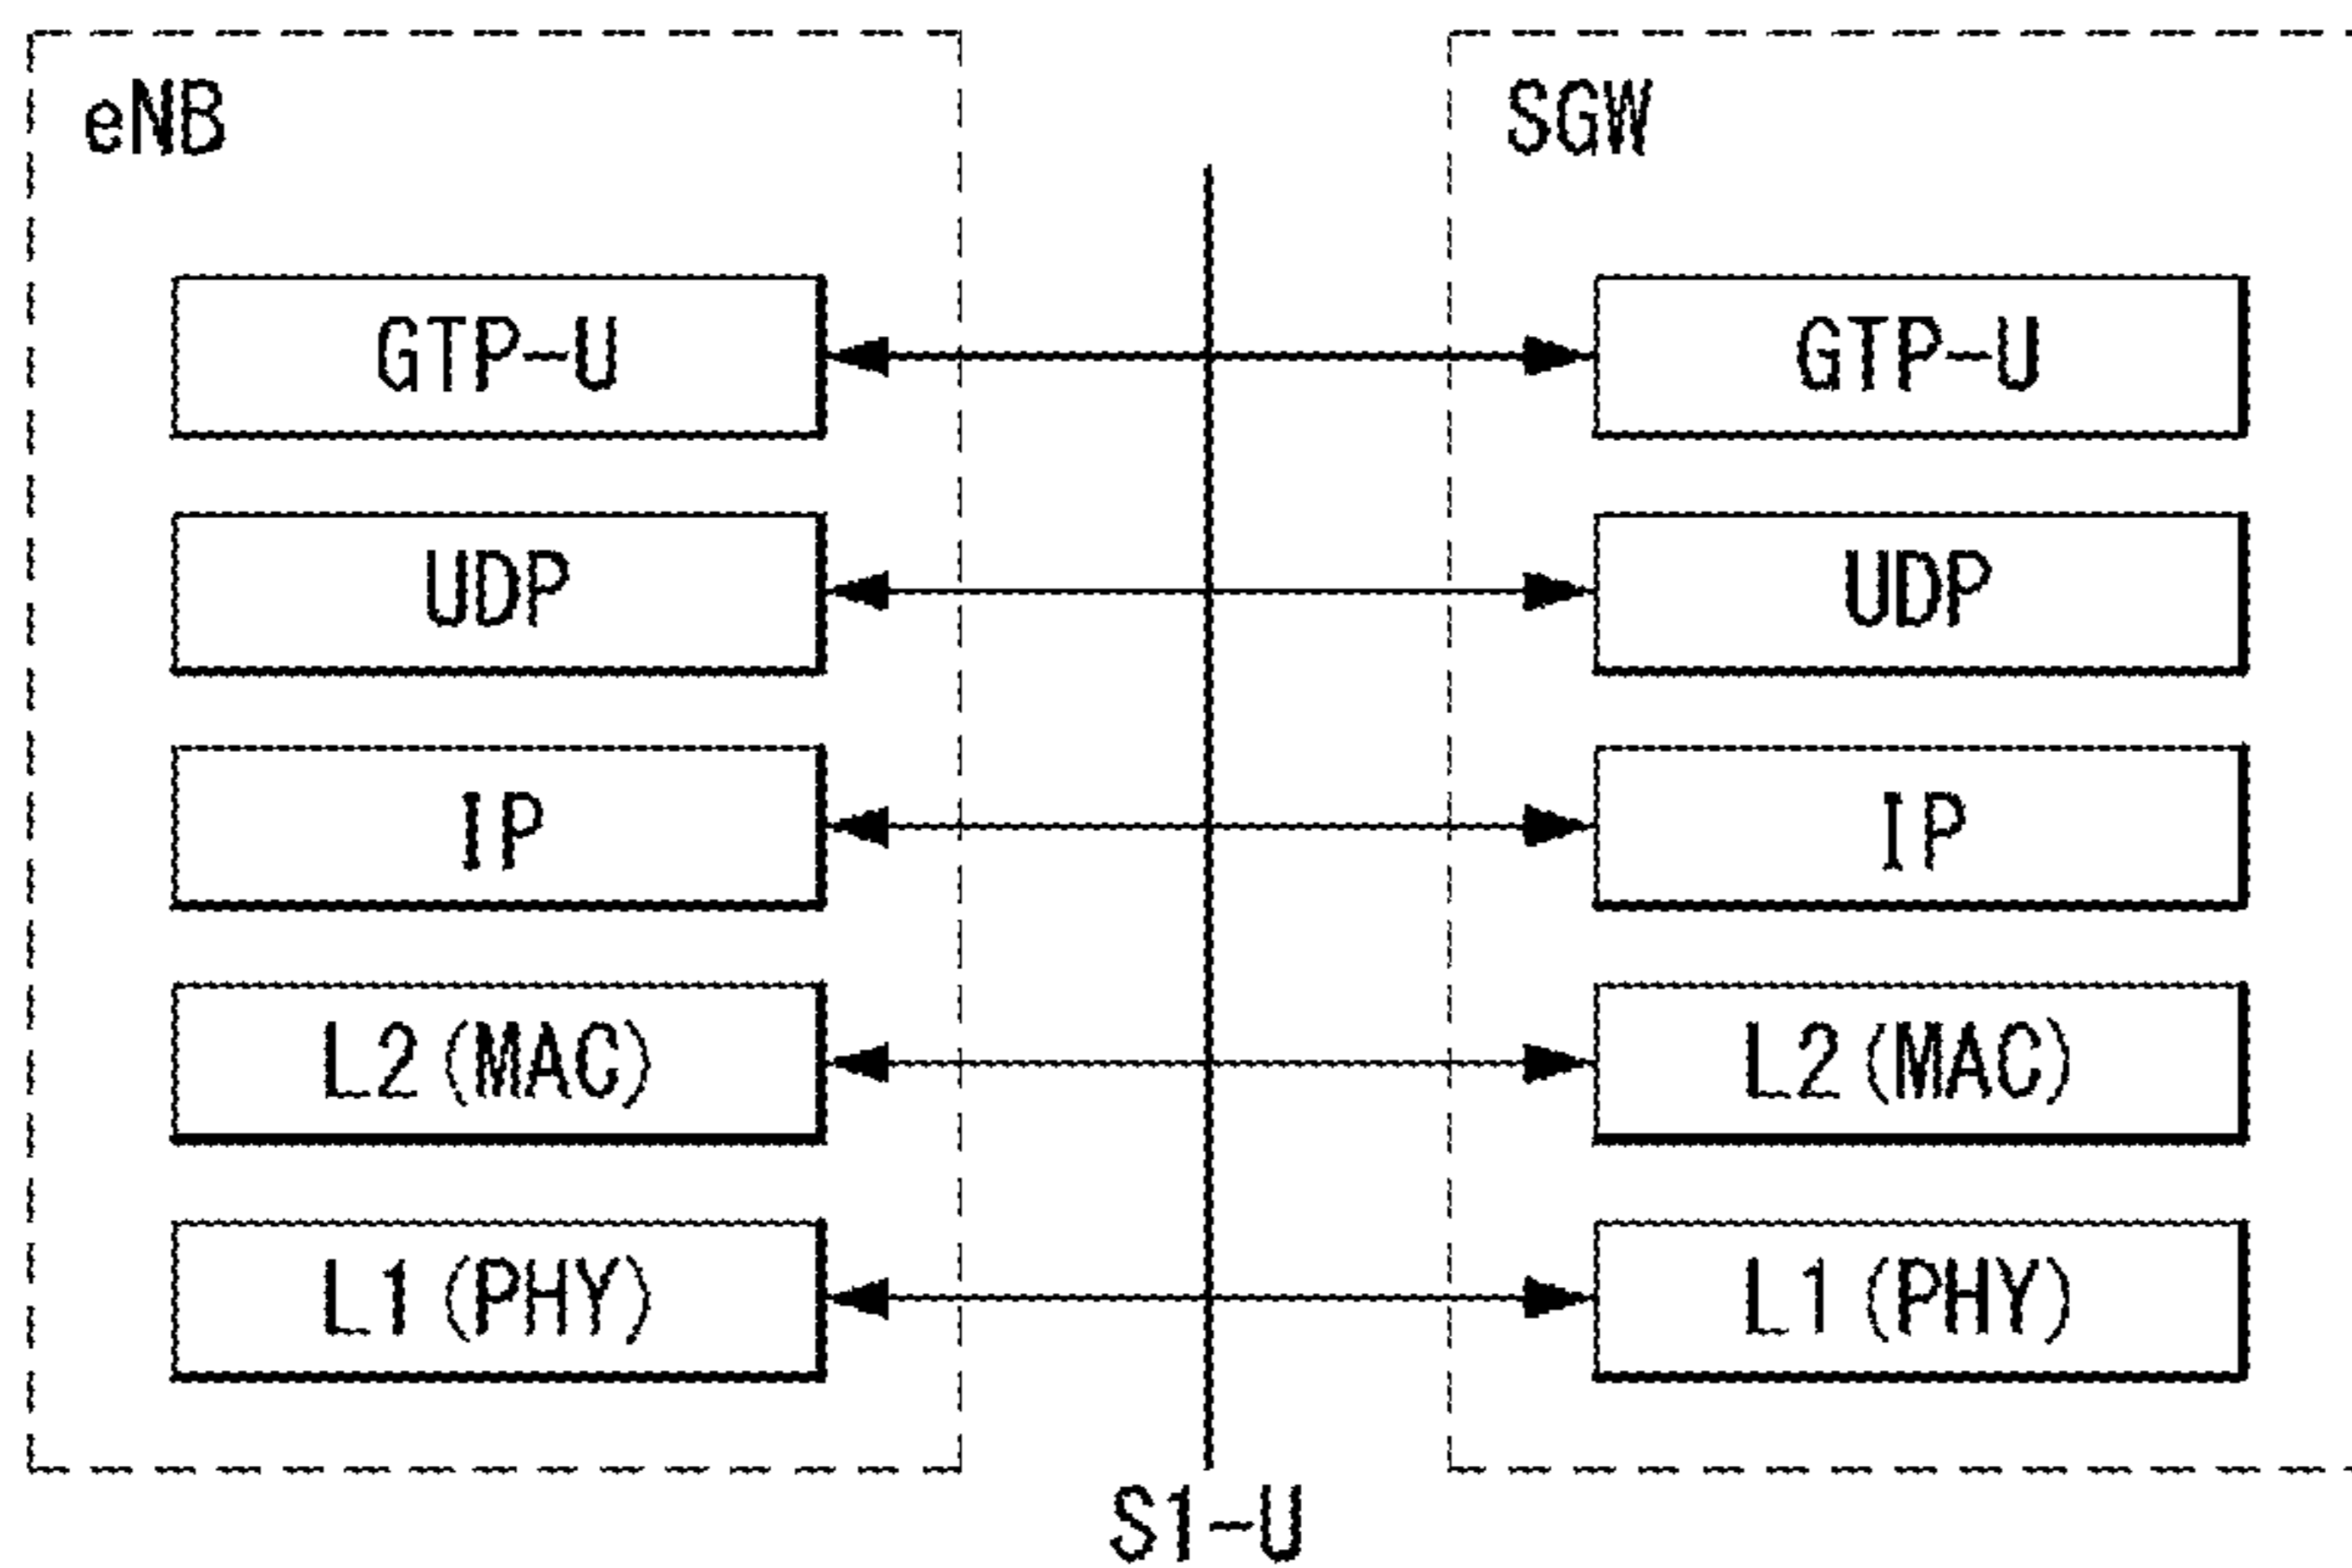 eNB
GTP-U
UDP
IP
L2(MAC)
L1(PHY)
SGW
GTP-U
UDP
IP
L2(MAC)
L1(PHY)
S1-U